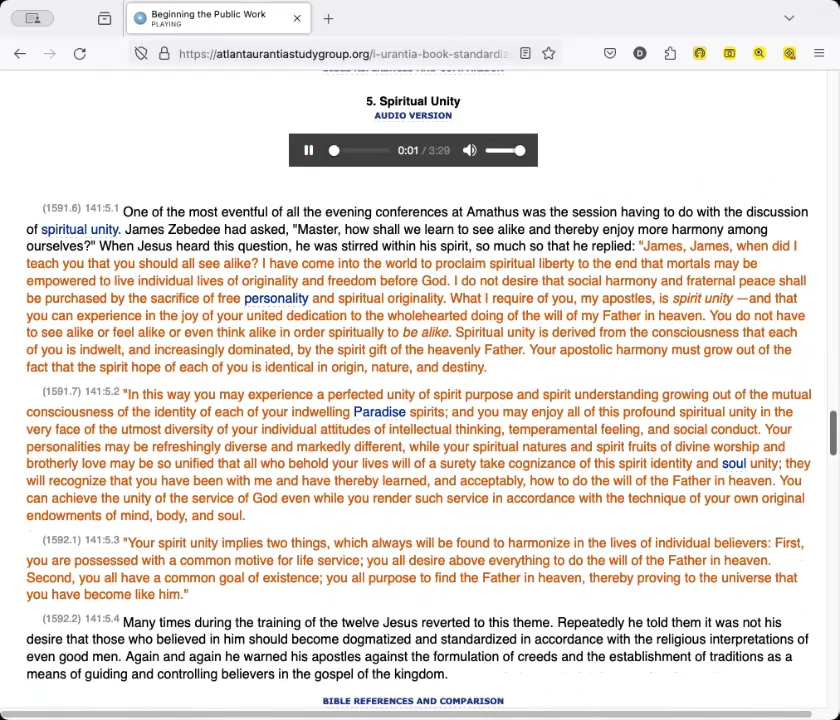 Beginning the Public Work
PLAYING
https://atlantaurantiastudygroup.org/i-urantia-book-standardiz
5. Spiritual Unity
AUDIO VERSION
0:01 / 3:29
(1591.6) 141:5.1 One of the most eventful of all the evening conferences at Amathus was the session having to do with the discussion
of spiritual unity. James Zebedee had asked, "Master, how shall we learn to see alike and thereby enjoy more harmony among
ourselves?" When Jesus heard this question, he was stirred within his spirit, so much so that he replied: "James, James, when did I
teach you that you should all see alike? I have come into the world to proclaim spiritual liberty to the end that mortals may be
empowered to live individual lives of originality and freedom before God. I do not desire that social harmony and fraternal peace shall
be purchased by the sacrifice of free personality and spiritual originality. What I require of you, my apostles, is spirit unity —and that
you can experience in the joy of your united dedication to the wholehearted doing of the will of my Father in heaven. You do not have
to see alike or feel alike or even think alike in order spiritually to be alike. Spiritual unity is derived from the consciousness that each
of you is indwelt, and increasingly dominated, by the spirit gift of the heavenly Father. Your apostolic harmony must grow out of the
fact that the spirit hope of each of you is identical in origin, nature, and destiny.
(1591.7) 141:5.2 "In this way you may experience a perfected unity of spirit purpose and spirit understanding growing out of the mutual
consciousness of the identity of each of your indwelling Paradise spirits; and you may enjoy all of this profound spiritual unity in the
very face of the utmost diversity of your individual attitudes of intellectual thinking, temperamental feeling, and social conduct. Your
personalities may be refreshingly diverse and markedly different, while your spiritual natures and spirit fruits of divine worship and
brotherly love may be so unified that all who behold your lives will of a surety take cognizance of this spirit identity and soul unity; they
will recognize that you have been with me and have thereby learned, and acceptably, how to do the will of the Father in heaven. You
can achieve the unity of the service of God even while you render such service in accordance with the technique of your own original
endowments of mind, body, and soul.
(1592.1) 141:5.3 "Your spirit unity implies two things, which always will be found to harmonize in the lives of individual believers: First,
you are possessed with a common motive for life service; you all desire above everything to do the will of the Father in heaven.
Second, you all have a common goal of existence; you all purpose to find the Father in heaven, thereby proving to the universe that
you have become like him."
(1592.2) 141:5.4 Many times during the training of the twelve Jesus reverted to this theme. Repeatedly he told them it was not his
desire that those who believed in him should become dogmatized and standardized in accordance with the religious interpretations of
even good men. Again and again he warned his apostles against the formulation of creeds and the establishment of traditions as a
means of guiding and controlling believers in the gospel of the kingdom.
BIBLE REFERENCES AND COMPARISON